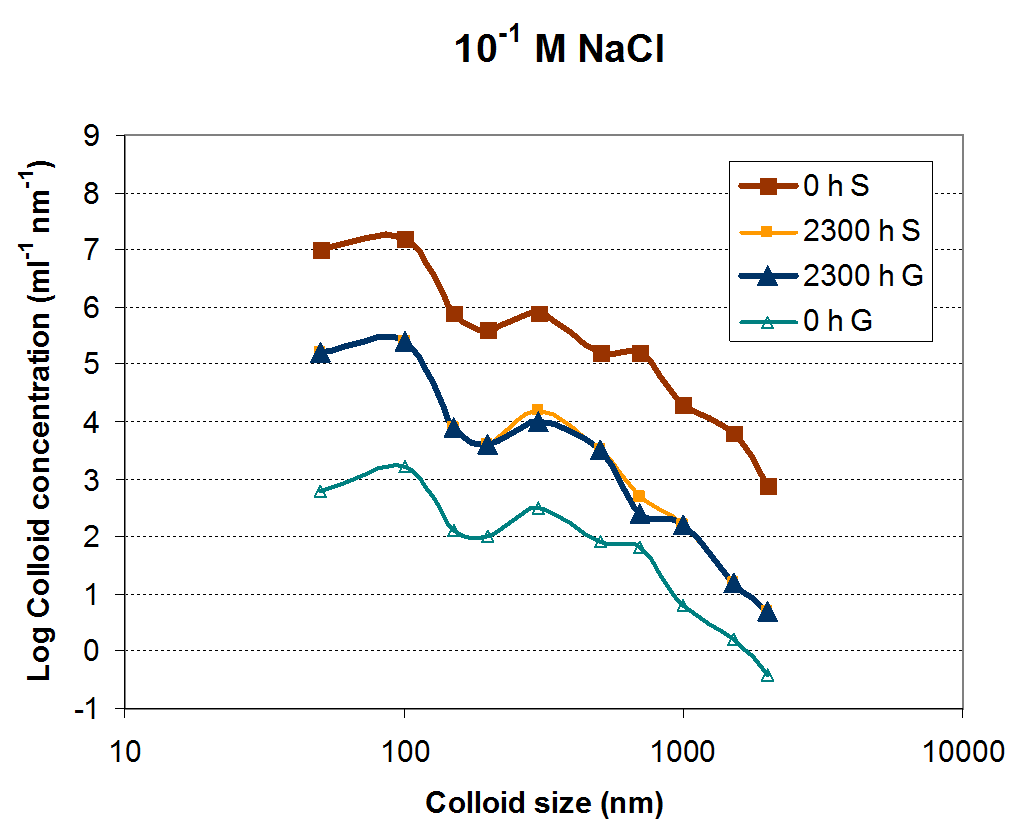 10⁻¹ M NaCl
Log Colloid concentration (ml⁻¹ nm⁻¹)
9
8
7
6
5
4
3
2
1
0
-1
0 h S
2300 h S
2300 h G
0 h G
10
100
1000
10000
Colloid size (nm)